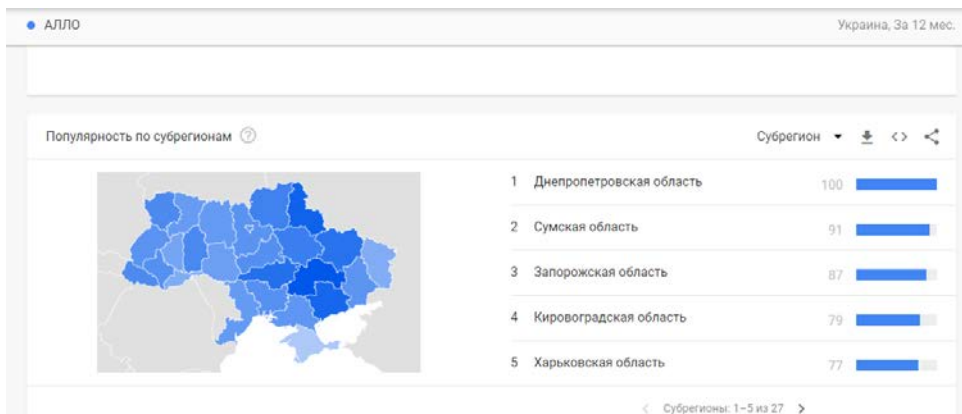 АЛЛО
Украина, За 12 мес.
Популярность по субрегионам
Субрегион
1 Днепропетровская область 100
2 Сумская область 91
3 Запорожская область 87
4 Кировоградская область 79
5 Харьковская область 77
Субрегионы: 1–5 из 27